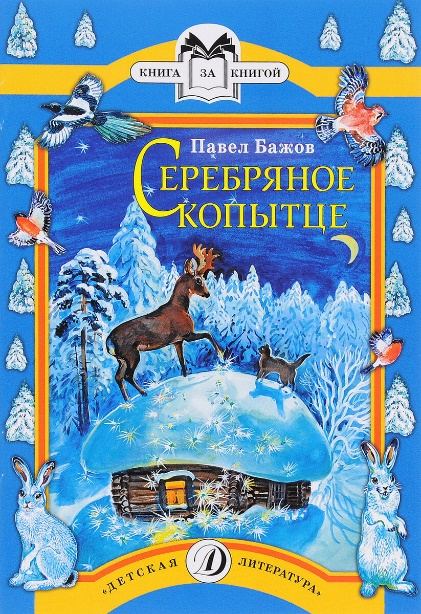 КНИГА ЗА КНИГОЙ
Павел Бажов
СЕРЕБРЯНОЕ
КОПЫТЦЕ
«ДЕТСКАЯ Д ЛИТЕРАТУРА»